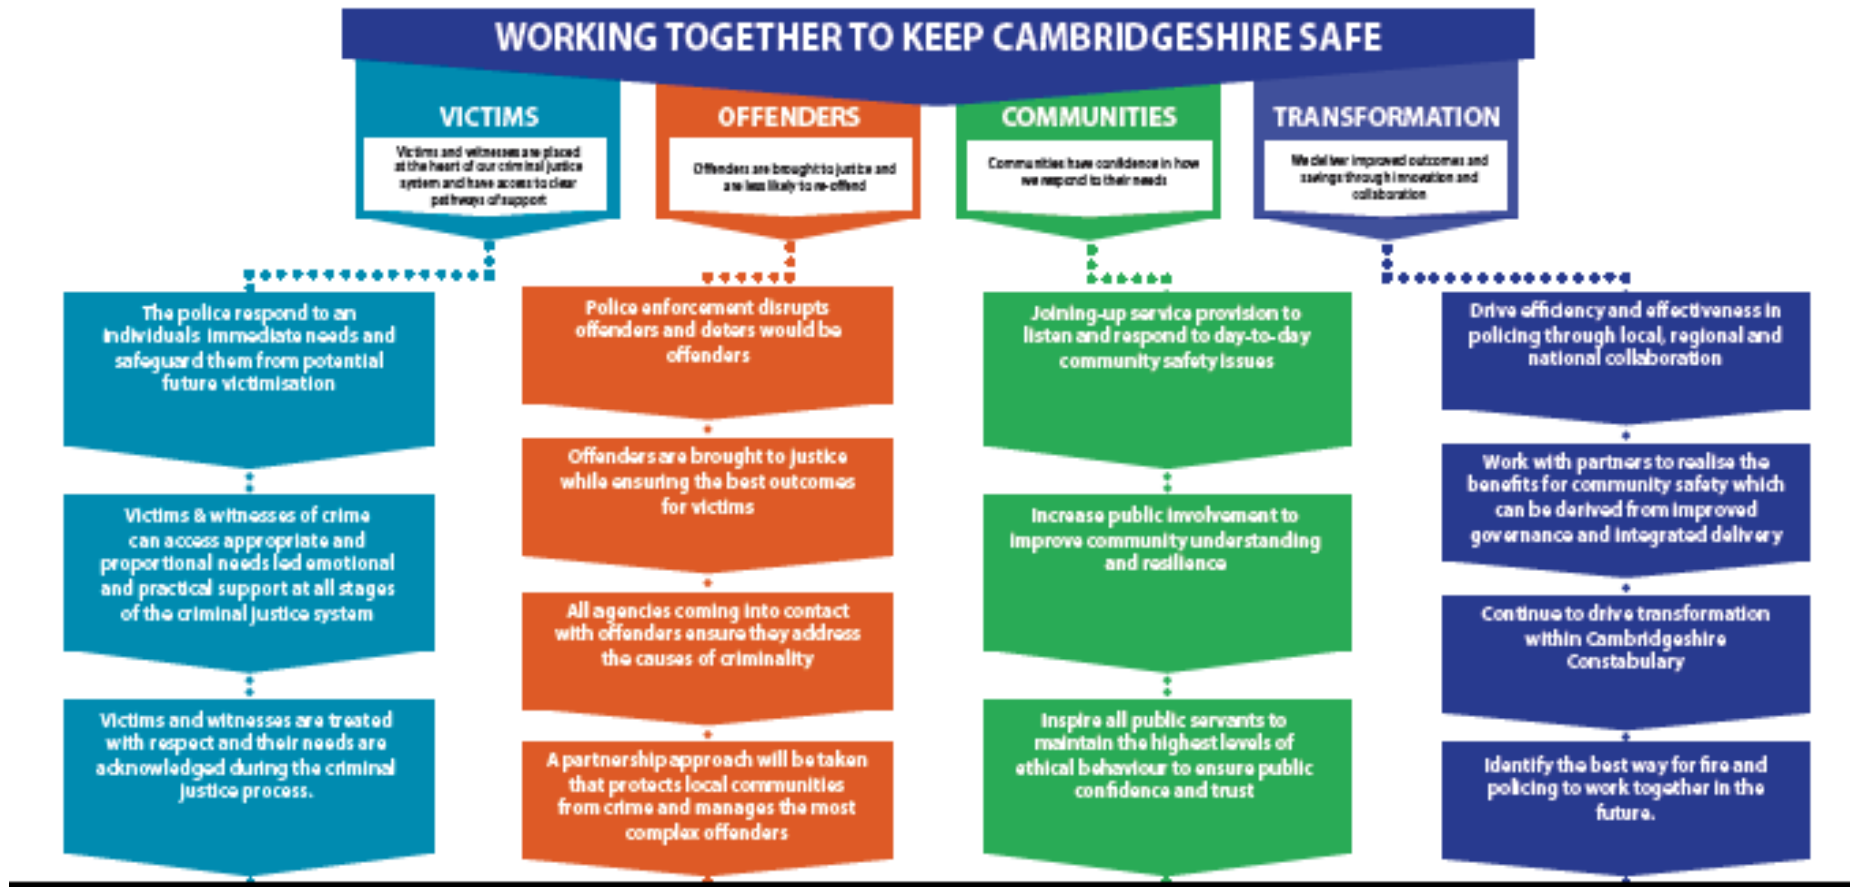 WORKING TOGETHER TO KEEP CAMBRIDGESHIRE SAFE
VICTIMS
Victims and witnesses are placed
at the heart of our criminal justice
system and have access to clear
pathways of support
OFFENDERS
Offenders are brought to justice and
are less likely to re-offend
COMMUNITIES
Communities have confidence in how
we respond to their needs
TRANSFORMATION
We deliver improved outcomes and
savings through innovation and
collaboration
The police respond to an
individuals immediate needs and
safeguard them from potential
future victimisation
Victims & witnesses of crime
can access appropriate and
proportional needs led emotional
and practical support at all stages
of the criminal justice system
Victims and witnesses are treated
with respect and their needs are
acknowledged during the criminal
justice process.
Police enforcement disrupts
offenders and deters would be
offenders
Offenders are brought to justice
while ensuring the best outcomes
for victims
All agencies coming into contact
with offenders ensure they address
the causes of criminality
A partnership approach will be taken
that protects local communities
from crime and manages the most
complex offenders
Joining-up service provision to
listen and respond to day-to-day
community safety issues
Increase public involvement to
improve community understanding
and resilience
Inspire all public servants to
maintain the highest levels of
ethical behaviour to ensure public
confidence and trust
Drive efficiency and effectiveness in
policing through local, regional and
national collaboration
Work with partners to realise the
benefits for community safety which
can be derived from improved
governance and integrated delivery
Continue to drive transformation
within Cambridgeshire
Constabulary
Identify the best way for fire and
policing to work together in the
future.